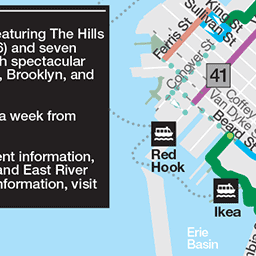 eaturing The Hills
6) and seven
h spectacular
, Brooklyn, and
a week from
ent information,
and East River
nformation, visit
King St
Sullivan St
Ferris St
Conover St
41
Coffey
Van Dyke
Beard St
Red
Hook
Ikea
Erie
Basin